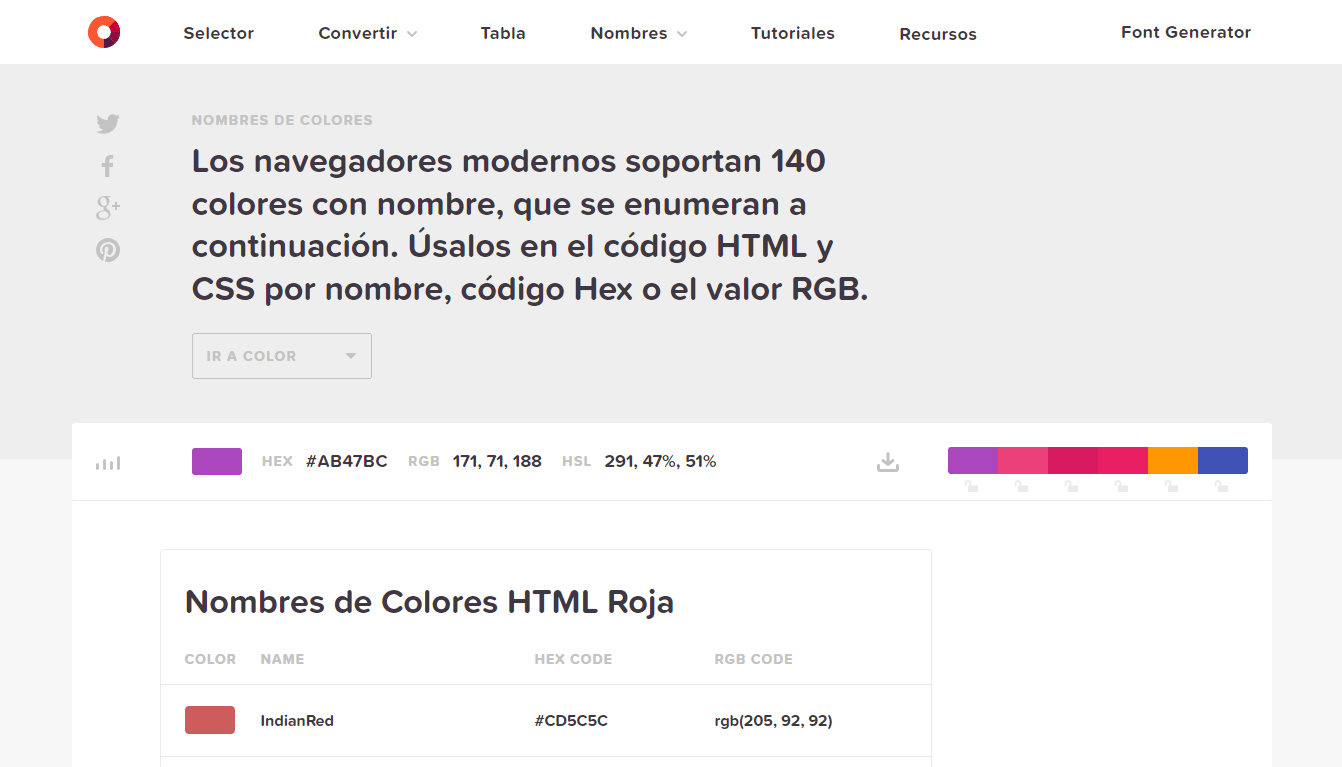 Selector Convertir Tabla Nombres Tutoriales Recursos Font Generator
NOMBRES DE COLORES
Los navegadores modernos soportan 140
colores con nombre, que se enumeran a
continuación. Úsalos en el código HTML y
CSS por nombre, código Hex o el valor RGB.
IR A COLOR
HEX #AB47BC RGB 171, 71, 188 HSL 291, 47%, 51%
Nombres de Colores HTML Roja
COLOR NAME HEX CODE RGB CODE
IndianRed #CD5C5C rgb(205, 92, 92)